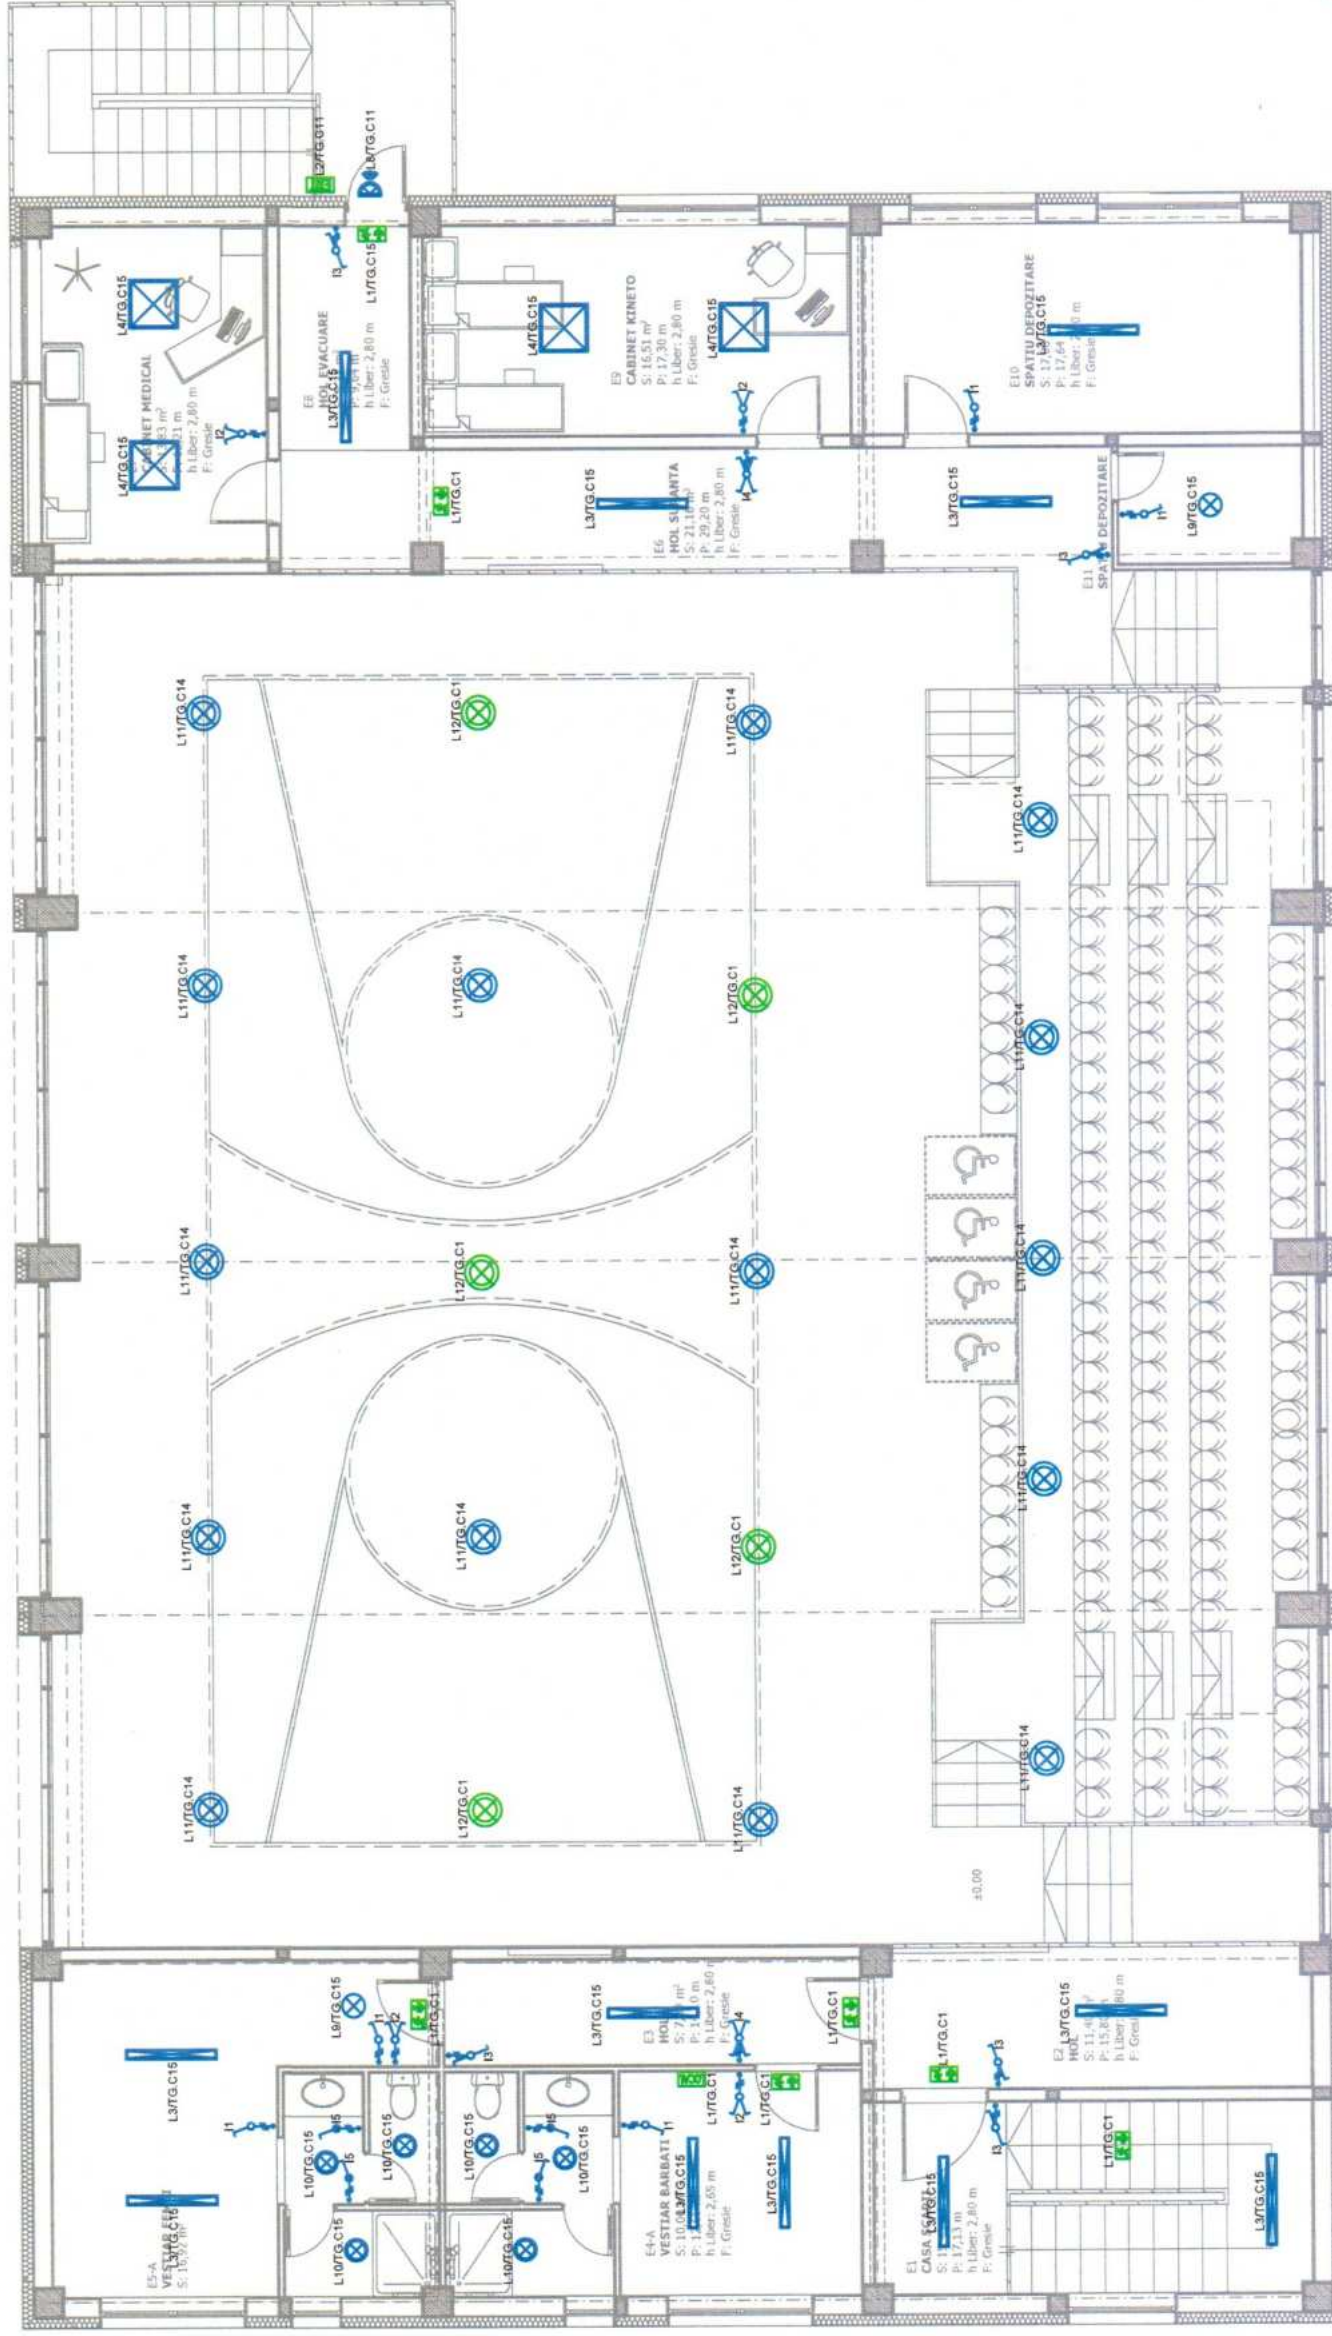 L2/TG.C11
L8/TG.C11
I3
L1/TG.C15
L4/TG.C15
L4/TG.C15
CABINET MEDICAL
h Liber: 2,80 m
F: Gresie
I2
E8
HOL EVACUARE
L3/TG.C15
h Liber: 2,80 m
F: Gresie
L4/TG.C15
E9
CABINET KINETO
S: 16,51 m²
P: 17,30 m
h Liber: 2,80 m
F: Gresie
L4/TG.C15
I2
E10
SPATIU DEPOZITARE
L3/TG.C15
P: 17,64
F: Gresie
I1
L1/TG.C1
L3/TG.C15
E6
P: 29,20 m
h Liber: 2,80 m
F: Gresie
I4
L3/TG.C15
I3
E11
SPATIU DEPOZITARE
I1
L9/TG.C15
L11/TG.C14
L12/TG.C1
L11/TG.C14
L11/TG.C14
L11/TG.C14
L11/TG.C14
L12/TG.C1
L11/TG.C14
L11/TG.C14
L12/TG.C1
L11/TG.C14
L11/TG.C14
L11/TG.C14
L11/TG.C14
L12/TG.C1
L11/TG.C14
L11/TG.C14
L12/TG.C1
L11/TG.C14
L11/TG.C14
±0,00
L9/TG.C15
I1
I2
L1/TG.C1
L3/TG.C15
I1
L3/TG.C15
E5-A
S: 16,92 m²
L10/TG.C15
I5
I5
L10/TG.C15
L10/TG.C15
I3
L10/TG.C15
I5
I5
L10/TG.C15
L10/TG.C15
L3/TG.C15
E3
HOL
h Liber: 2,80
F: Gresie
I4
L1/TG.C1
I1
L1/TG.C1
I2
L1/TG.C1
E4-A
VESTIAR BARBATI
L3/TG.C15
h Liber: 2,65 m
F: Gresie
L3/TG.C15
L1/TG.C1
I3
E2
HOL
L3/TG.C15
S: 11,4
I3
L1/TG.C1
E1
CASA SCARII
L3/TG.C15
P: 17,13 m
h Liber: 2,80 m
F: Gresie
L3/TG.C15